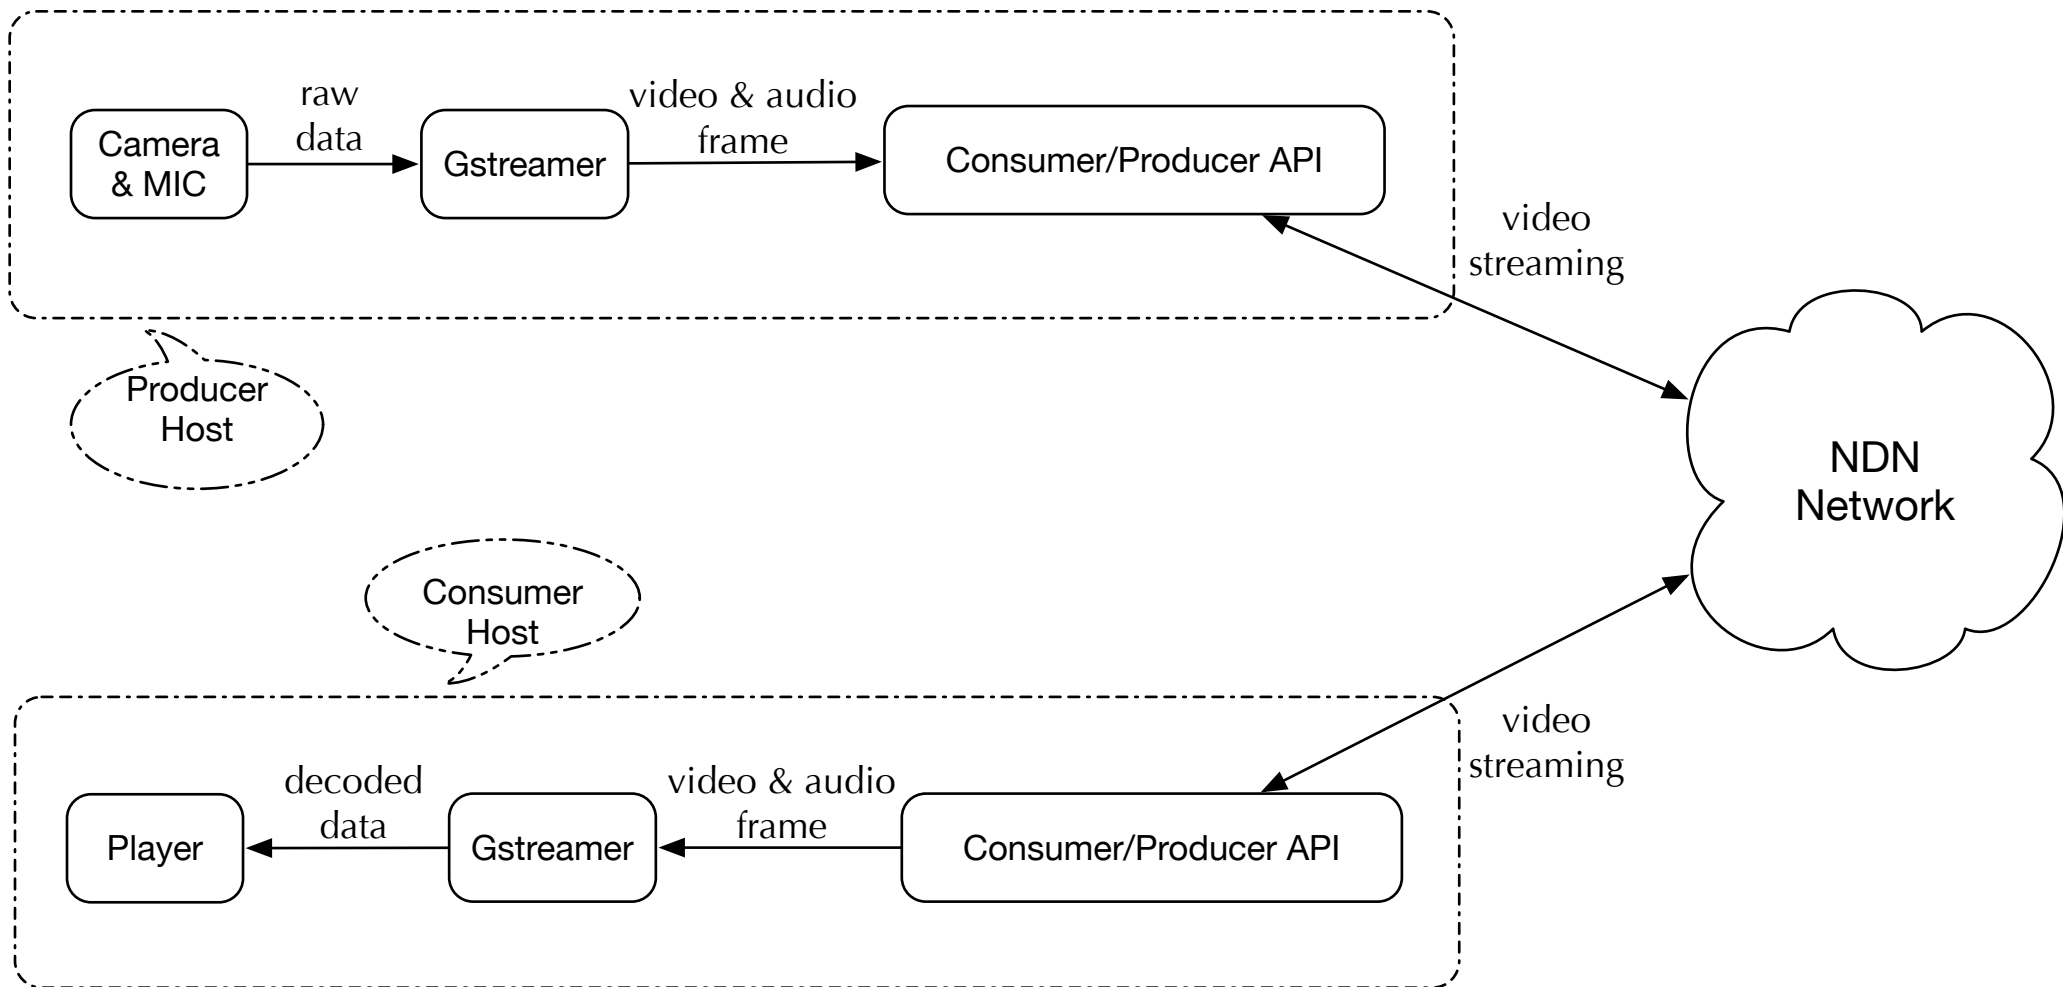 raw
data
video & audio
frame
Camera
& MIC
Gstreamer
Consumer/Producer API
video
streaming
Producer
Host
NDN
Network
Consumer
Host
video
streaming
decoded
data
video & audio
frame
Player
Gstreamer
Consumer/Producer API